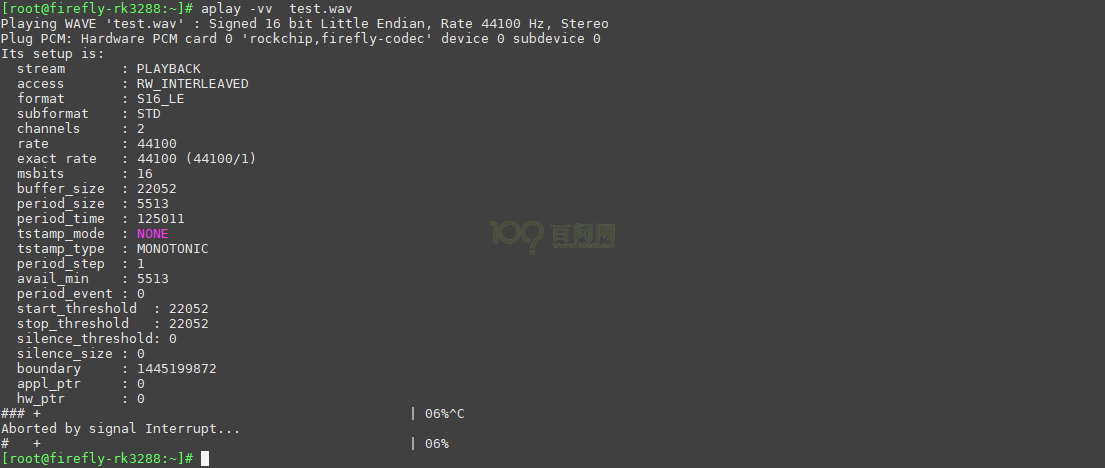 [root@firefly-rk3288:~]# aplay -vv  test.wav
Playing WAVE 'test.wav' : Signed 16 bit Little Endian, Rate 44100 Hz, Stereo
Plug PCM: Hardware PCM card 0 'rockchip,firefly-codec' device 0 subdevice 0
Its setup is:
  stream       : PLAYBACK
  access       : RW_INTERLEAVED
  format       : S16_LE
  subformat    : STD
  channels     : 2
  rate         : 44100
  exact rate   : 44100 (44100/1)
  msbits       : 16
  buffer_size  : 22052
  period_size  : 5513
  period_time  : 125011
  tstamp_mode  : NONE
  tstamp_type  : MONOTONIC
  period_step  : 1
  avail_min    : 5513
  period_event : 0
  start_threshold  : 22052
  stop_threshold   : 22052
  silence_threshold: 0
  silence_size : 0
  boundary     : 1445199872
  appl_ptr     : 0
  hw_ptr       : 0
### +                                              | 06%^C
Aborted by signal Interrupt...
#   +                                              | 06%
[root@firefly-rk3288:~]#
百问网